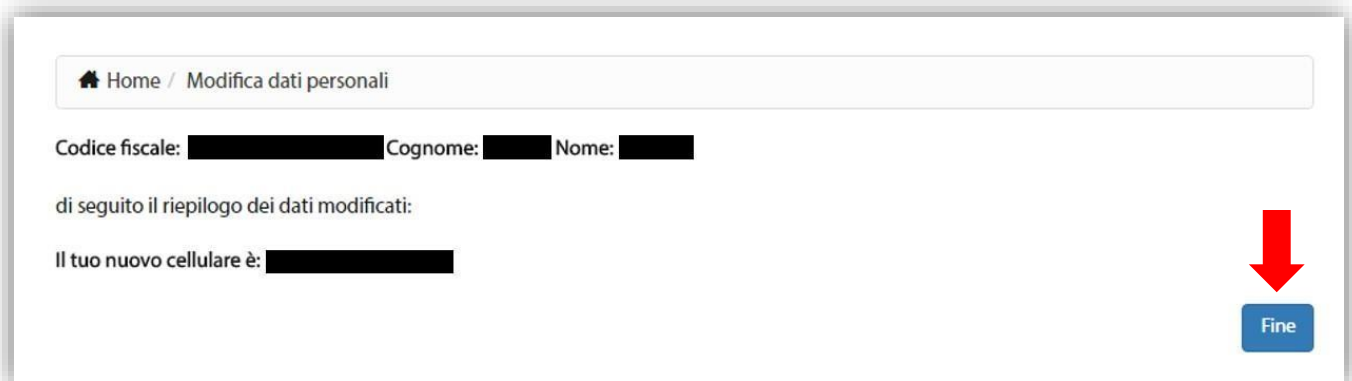 Home / Modifica dati personali
Codice fiscale: Cognome: Nome:
di seguito il riepilogo dei dati modificati:
Il tuo nuovo cellulare è:
Fine